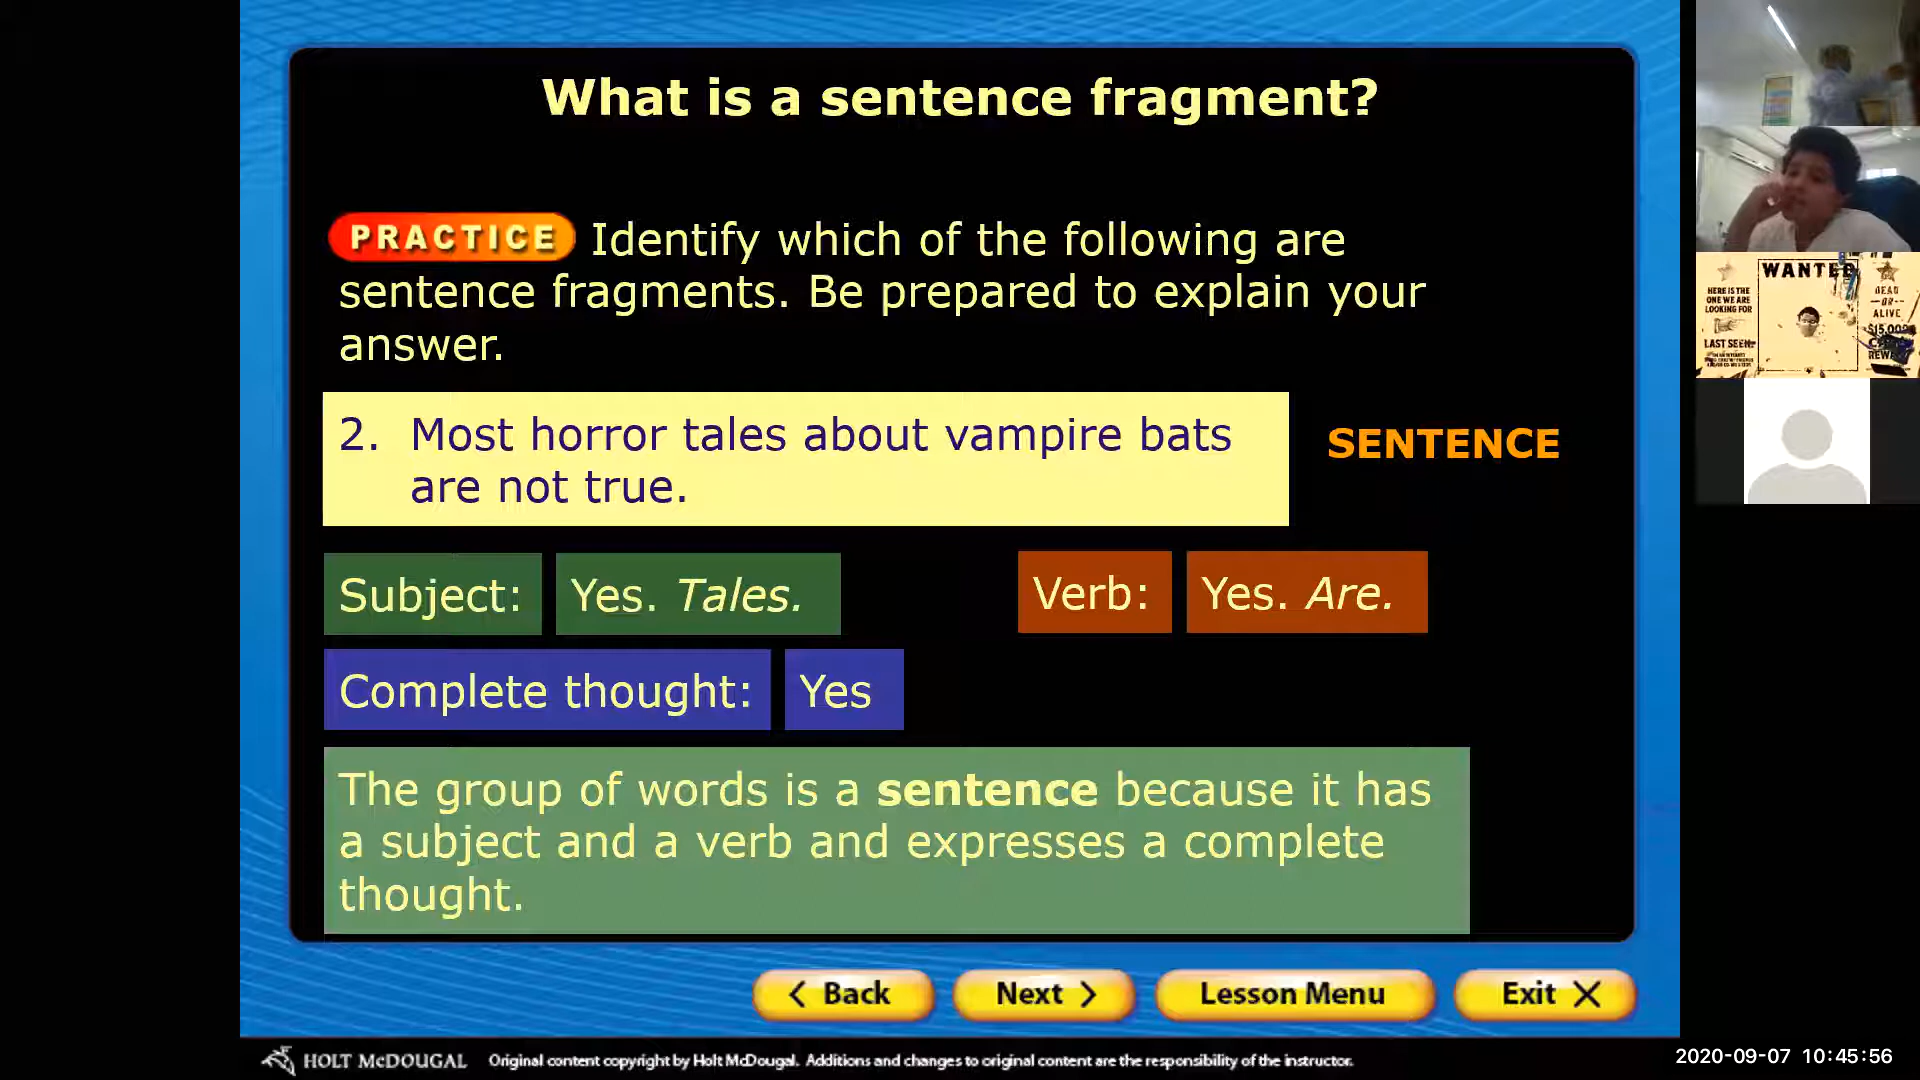 What is a sentence fragment?
PRACTICE Identify which of the following are
sentence fragments. Be prepared to explain your
answer.
2. Most horror tales about vampire bats
are not true.
SENTENCE
Subject: Yes. Tales.
Verb: Yes. Are.
Complete thought: Yes
The group of words is a sentence because it has
a subject and a verb and expresses a complete
thought.
Back
Next
Lesson Menu
Exit
HOLT McDOUGAL Original content copyright by Holt McDougal. Additions and changes to original content are the responsibility of the instructor.
WANTED
HERE IS THE
ONE WE ARE
LOOKING FOR
LAST SEEN:
DEAD
-OR-
ALIVE
$15,000
2020-09-07 10:45:56